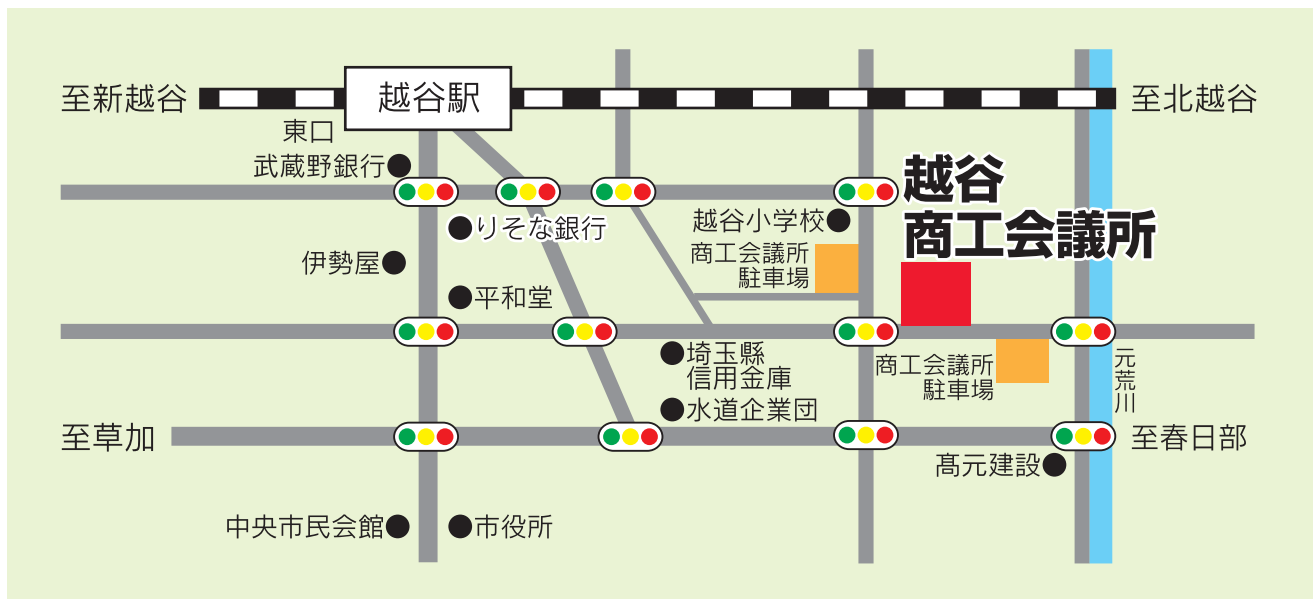 至新越谷
越谷駅
至北越谷
東口
武蔵野銀行
越谷
商工会議所
りそな銀行
越谷小学校
商工会議所
駐車場
伊勢屋
平和堂
埼玉縣
信用金庫
商工会議所
駐車場
元荒川
水道企業団
至草加
至春日部
髙元建設
中央市民会館
市役所